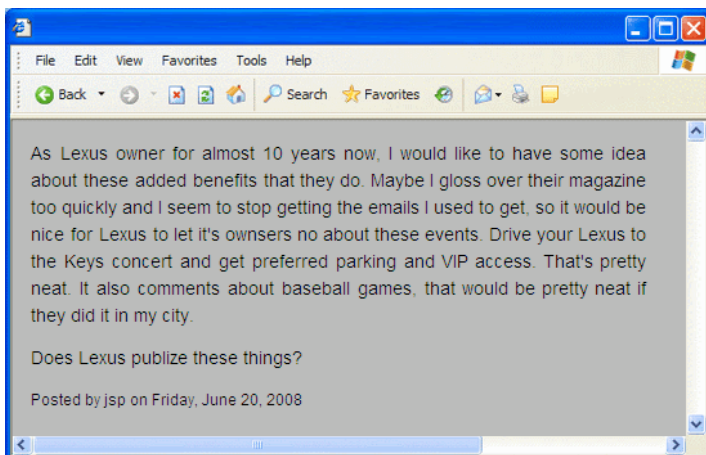 File Edit View Favorites Tools Help
Back Search Favorites
As Lexus owner for almost 10 years now, I would like to have some idea
about these added benefits that they do. Maybe I gloss over their magazine
too quickly and I seem to stop getting the emails I used to get, so it would be
nice for Lexus to let it's ownsers no about these events. Drive your Lexus to
the Keys concert and get preferred parking and VIP access. That's pretty
neat. It also comments about baseball games, that would be pretty neat if
they did it in my city.
Does Lexus publize these things?
Posted by jsp on Friday, June 20, 2008